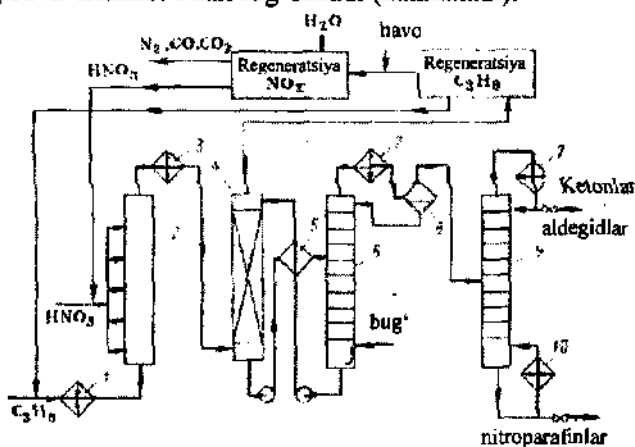 H₂O
havo
N₂,CO,CO₂
HNO₃
Regeneratsiya
NOₓ
Regeneratsiya
C₃H₈
3
4
7
7
Ketonlar
aldegidlar
2
5
6
8
9
HNO₃
bug‘
1
10
C₃H₈
nitroparafinlar